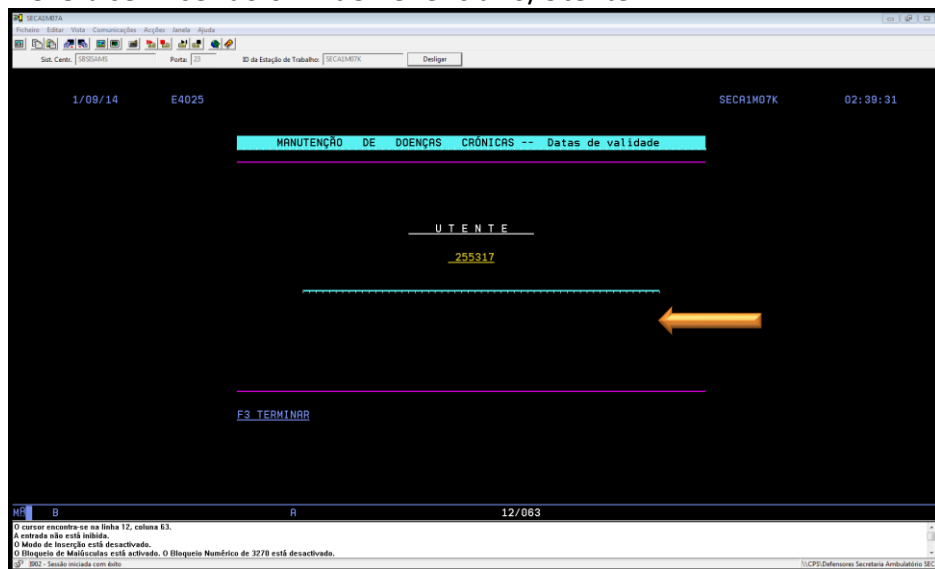 SECA1M07A
Ficheiro Editar Vista Comunicações Acções Janela Ajuda
Sist. Centr. SBSISAMS Porta: 23 ID da Estação de Trabalho: SECA1M07K Desligar
1/09/14 E4025 SECA1M07K 02:39:31
MANUTENÇÃO DE DOENÇAS CRÓNICAS -- Datas de validade
U T E N T E
255317
F3 TERMINAR
MA B A 12/063
O cursor encontra-se na linha 12, coluna 63.
A entrada não está inibida.
O Modo de Inserção está desactivado.
O Bloqueio de Maiúsculas está activado. O Bloqueio Numérico de 3270 está desactivado.
I902 - Sessão iniciada com êxito \\CPS\Defensores Secretaria Ambulatório SEC